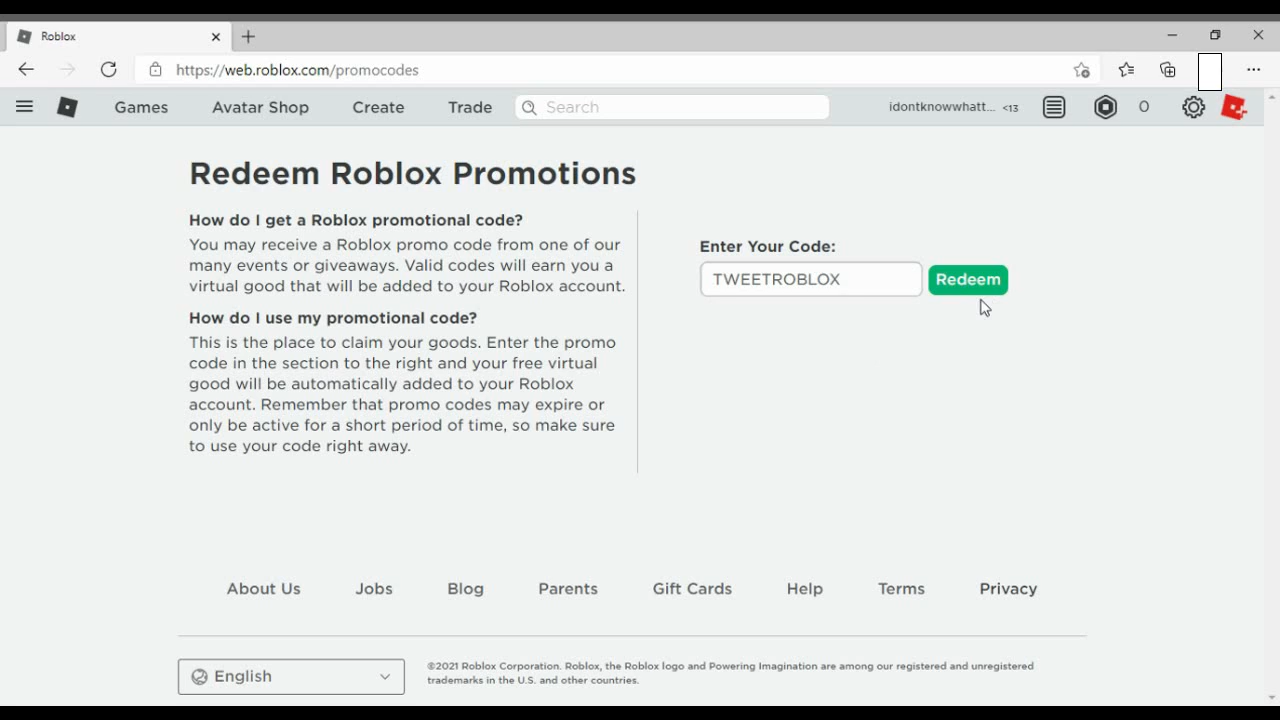 Roblox
https://web.roblox.com/promocodes
Games Avatar Shop Create Trade Search idontknowwhatt... <13 0
Redeem Roblox Promotions
How do I get a Roblox promotional code?
You may receive a Roblox promo code from one of our
many events or giveaways. Valid codes will earn you a
virtual good that will be added to your Roblox account.
How do I use my promotional code?
This is the place to claim your goods. Enter the promo
code in the section to the right and your free virtual
good will be automatically added to your Roblox
account. Remember that promo codes may expire or
only be active for a short period of time, so make sure
to use your code right away.
Enter Your Code:
TWEETROBLOX Redeem
About Us Jobs Blog Parents Gift Cards Help Terms Privacy
English
©2021 Roblox Corporation. Roblox, the Roblox logo and Powering Imagination are among our registered and unregistered
trademarks in the U.S. and other countries.